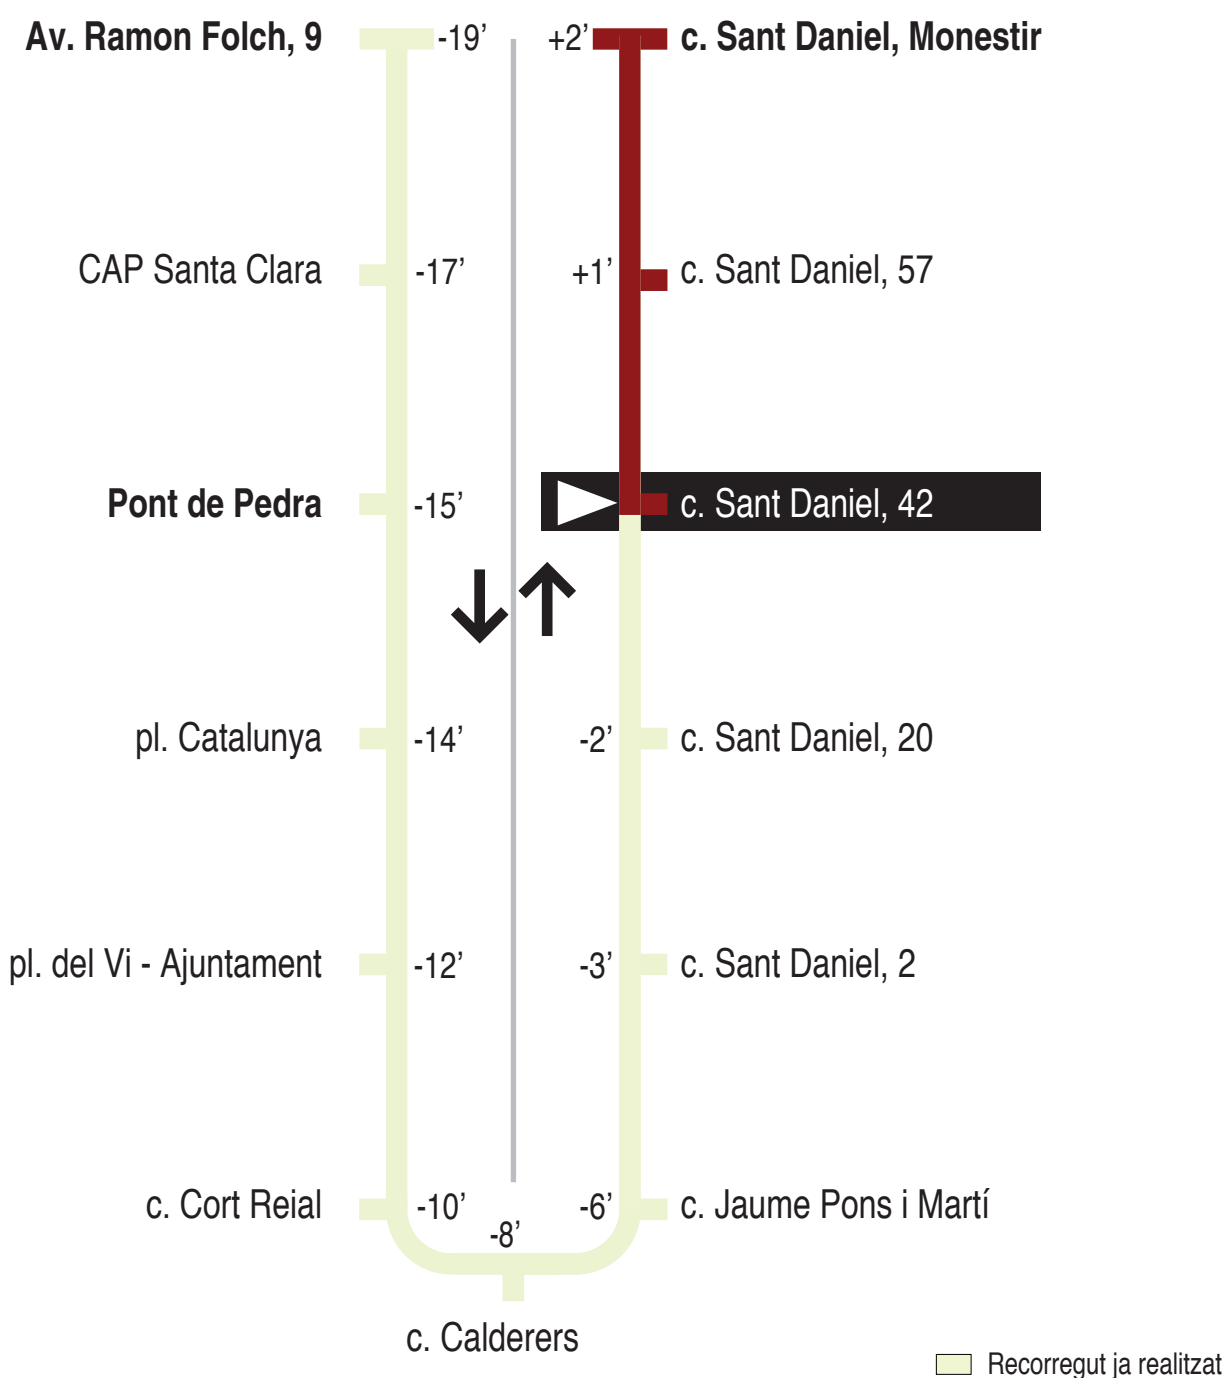 Av. Ramon Folch, 9 -19’ +2’ c. Sant Daniel, Monestir
CAP Santa Clara -17’ +1’ c. Sant Daniel, 57
Pont de Pedra -15’ c. Sant Daniel, 42
pl. Catalunya -14’ -2’ c. Sant Daniel, 20
pl. del Vi - Ajuntament -12’ -3’ c. Sant Daniel, 2
c. Cort Reial -10’ -6’ c. Jaume Pons i Martí
-8’
c. Calderers
Recorregut ja realitzat